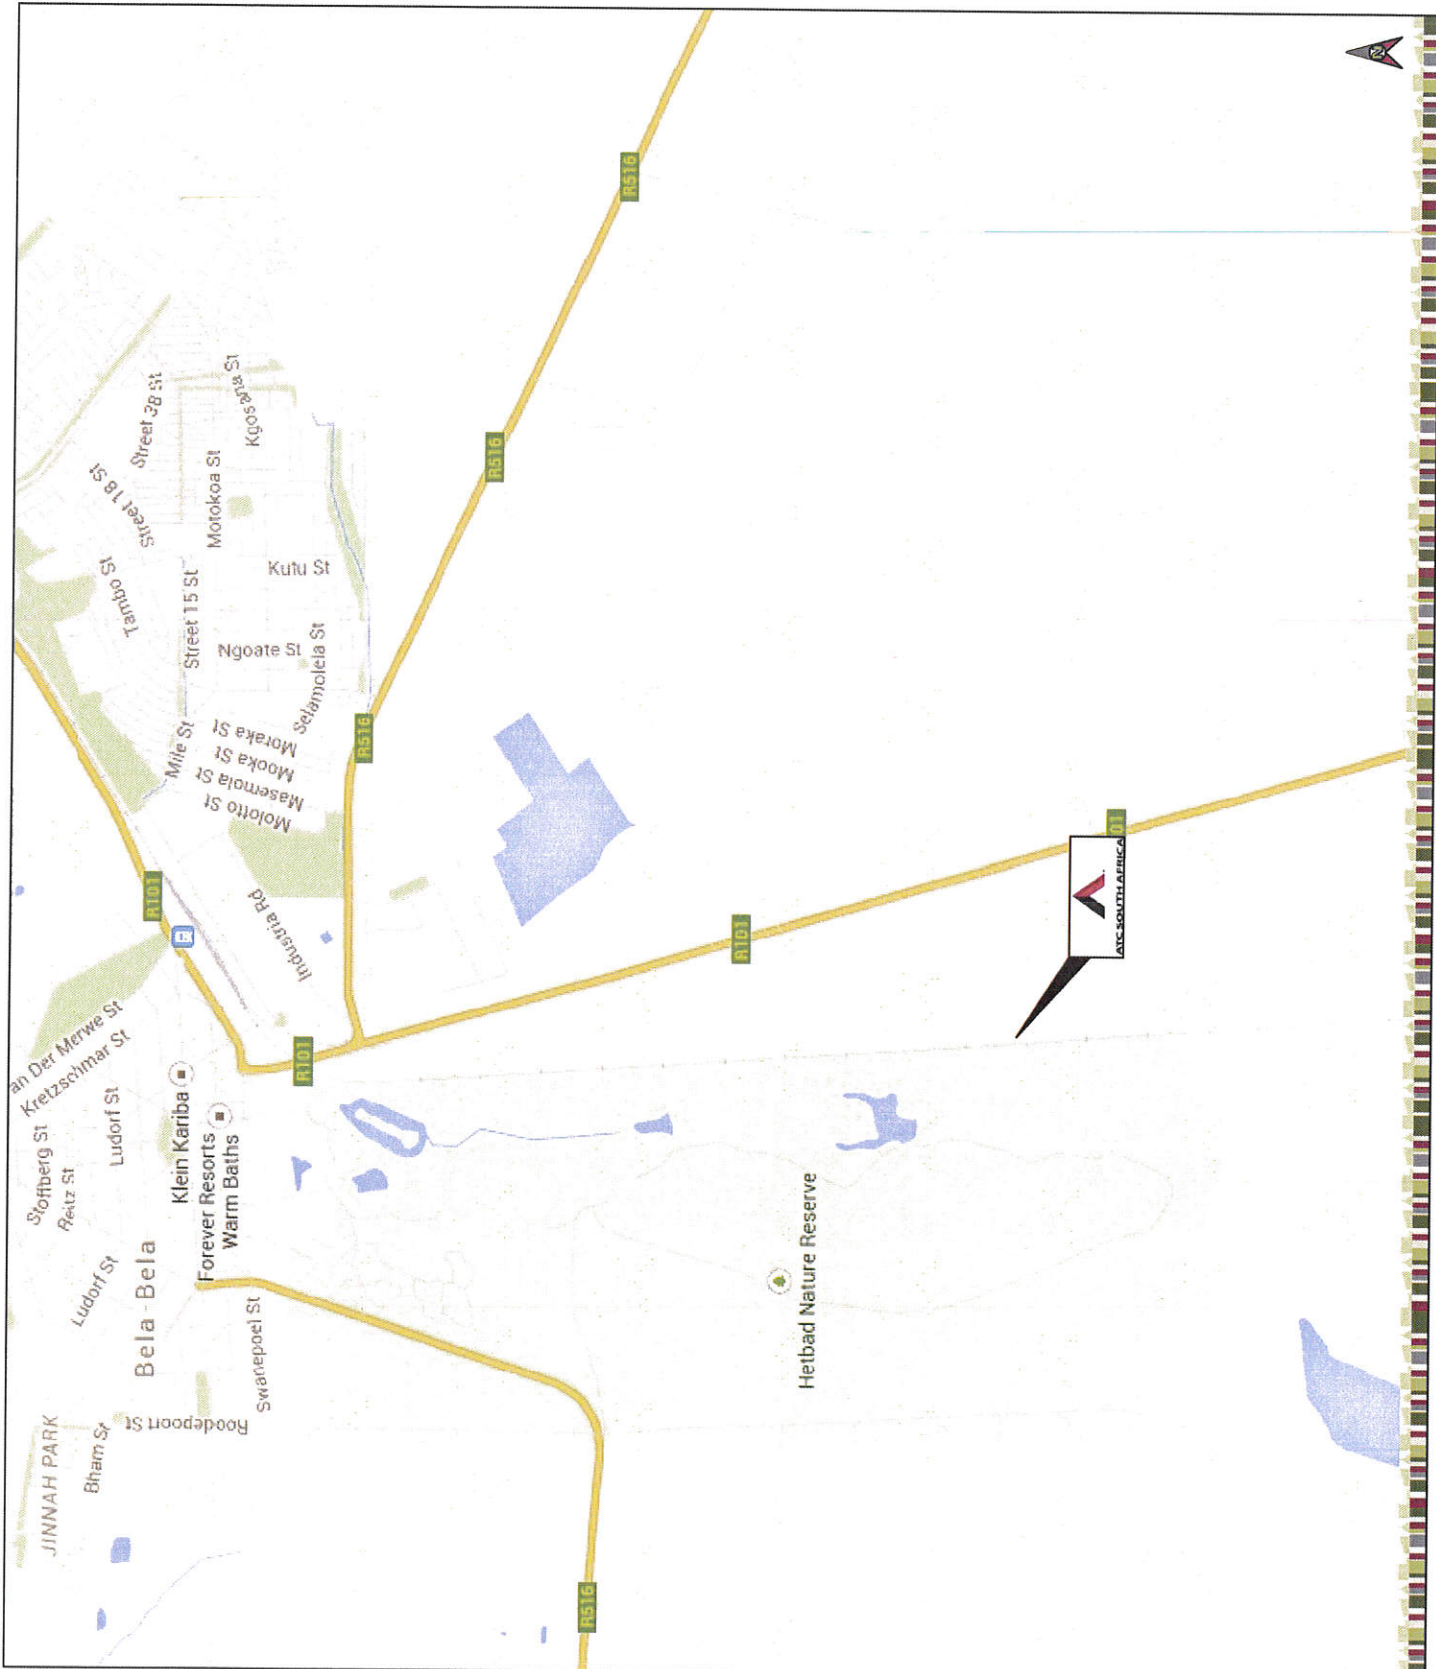 JINNAH PARK
Stoffberg St
Reitz St
an Der Merwe St
Kretzschmar St
Bham St
Ludorf St
Ludorf St
Tambo St
Street 18 St
Street 38 St
Bela-Bela
R101
Klein Kariba
Mile St
Street 15 St
Roodepoort St
Forever Resorts
Warm Baths
Motokoa St
Kgosana St
Swanepoel St
Molotto St
Masemola St
Mooka St
Moraka St
Ngoate St
Kutu St
Industria Rd
Selamolela St
R101
R516
R516
R516
R516
R101
Hetbad Nature Reserve
01
ATC SOUTH AFRICA
N